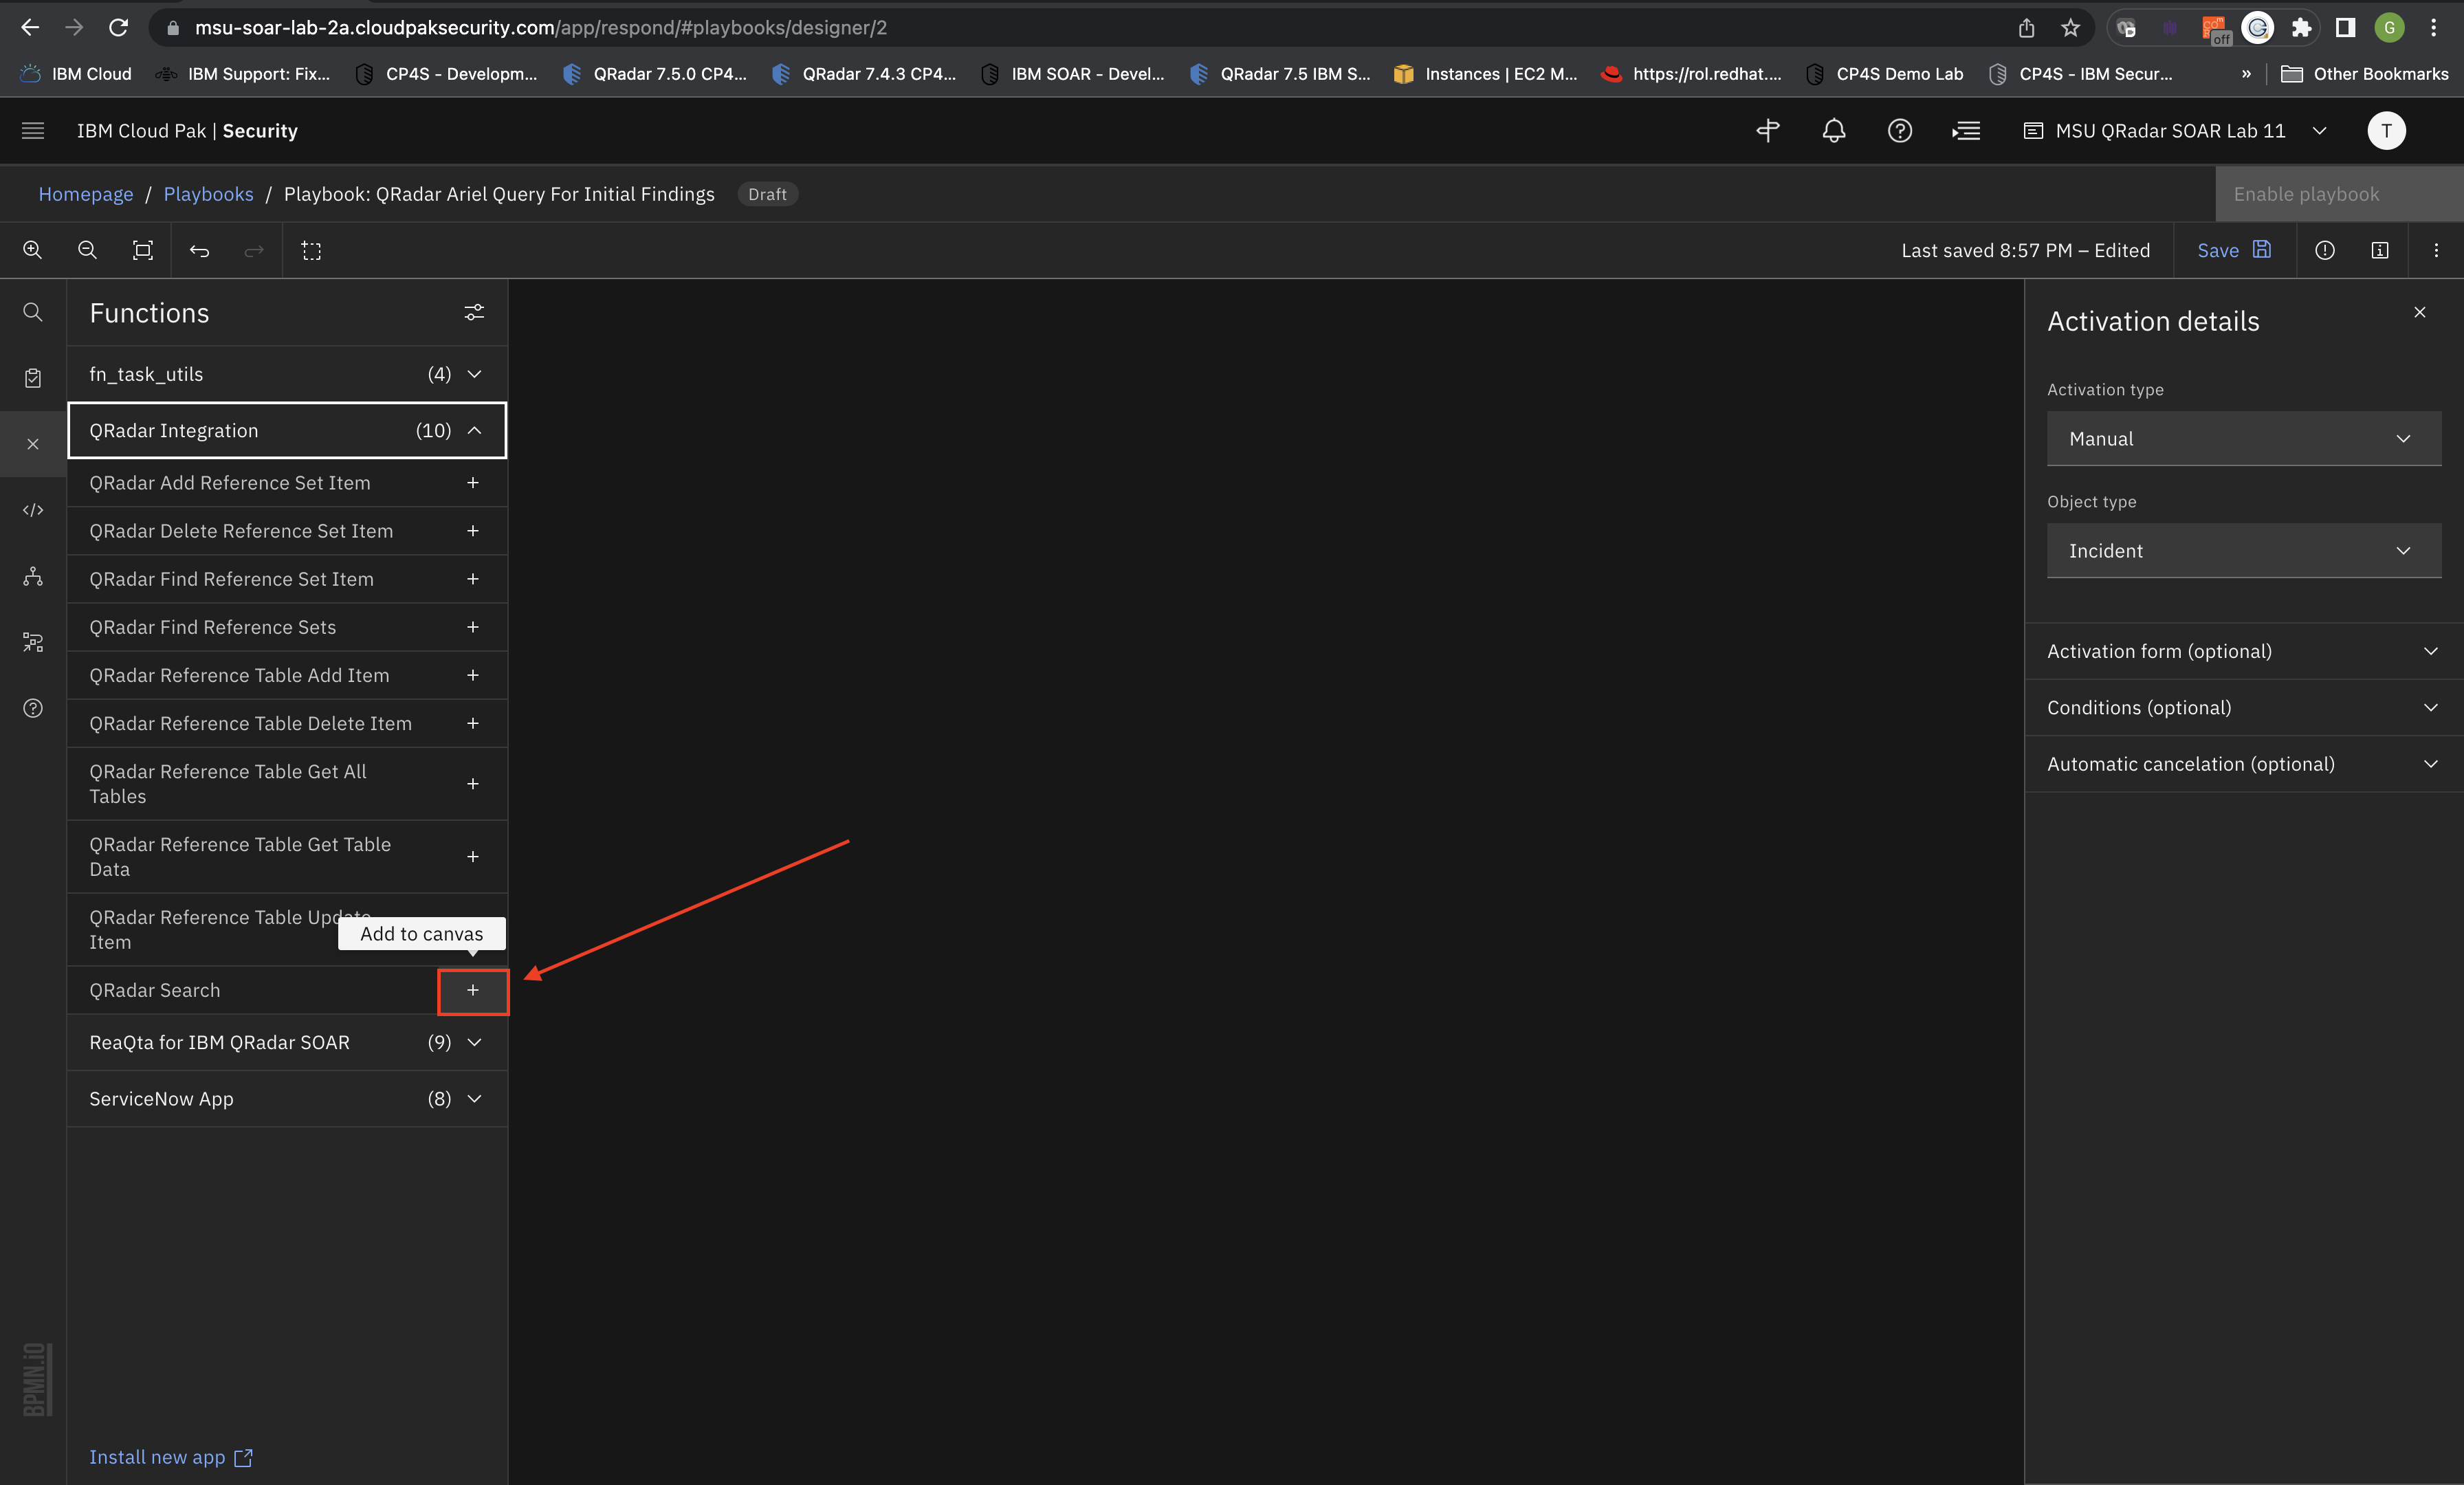 msu-soar-lab-2a.cloudpaksecurity.com/app/respond/#playbooks/designer/2
off
G
IBM Cloud
IBM Support: Fix...
CP4S - Developm...
QRadar 7.5.0 CP4...
QRadar 7.4.3 CP4...
IBM SOAR - Devel...
QRadar 7.5 IBM S...
Instances | EC2 M...
https://rol.redhat....
CP4S Demo Lab
CP4S - IBM Secur...
»
Other Bookmarks
IBM Cloud Pak | Security
MSU QRadar SOAR Lab 11
T
Homepage / Playbooks / Playbook: QRadar Ariel Query For Initial Findings
Draft
Enable playbook
Last saved 8:57 PM – Edited
Save
Functions
fn_task_utils (4)
QRadar Integration (10)
QRadar Add Reference Set Item
QRadar Delete Reference Set Item
QRadar Find Reference Set Item
QRadar Find Reference Sets
QRadar Reference Table Add Item
QRadar Reference Table Delete Item
QRadar Reference Table Get All
Tables
QRadar Reference Table Get Table
Data
QRadar Reference Table Update
Item
Add to canvas
QRadar Search
ReaQta for IBM QRadar SOAR (9)
ServiceNow App (8)
Install new app
BPMN.iO
Activation details
Activation type
Manual
Object type
Incident
Activation form (optional)
Conditions (optional)
Automatic cancelation (optional)